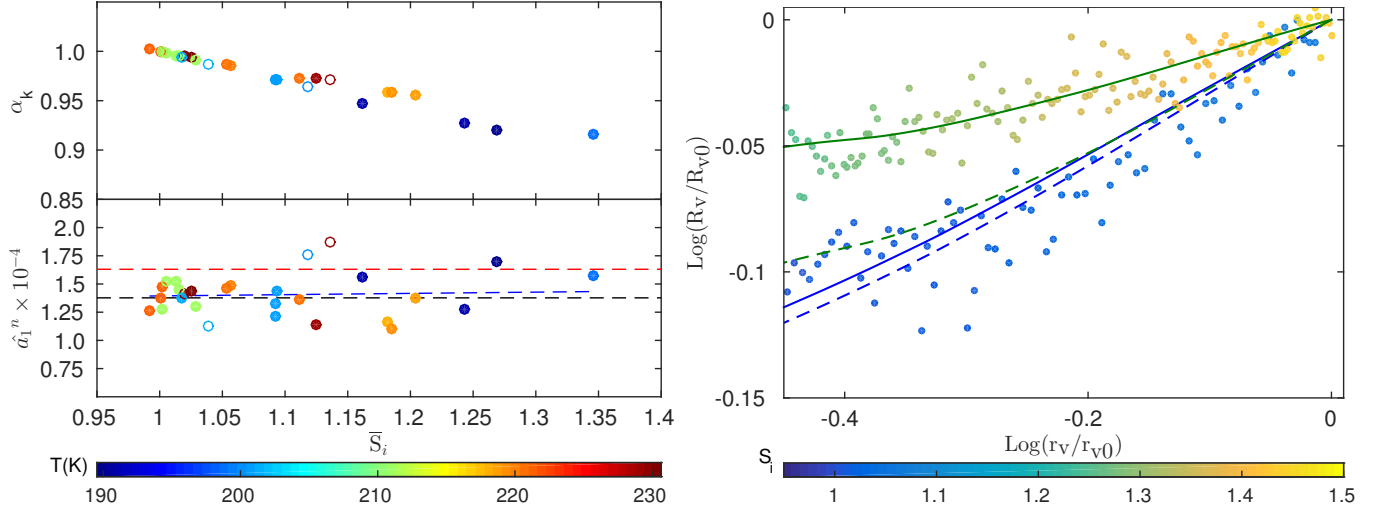 1.0
0.95
0.9
0.85
α_k
2.0
1.75
1.5
1.25
1.0
0.75
â₁ⁿ × 10⁻⁴
0.95 1 1.05 1.1 1.15 1.2 1.25 1.3 1.35 1.4
S̅_i
T(K)
190 200 210 220 230
-0
-0.05
-0.1
-0.15
Log(R_v/R_v0)
-0.4 -0.2 0
Log(r_v/r_v0)
S_i
1 1.1 1.2 1.3 1.4 1.5